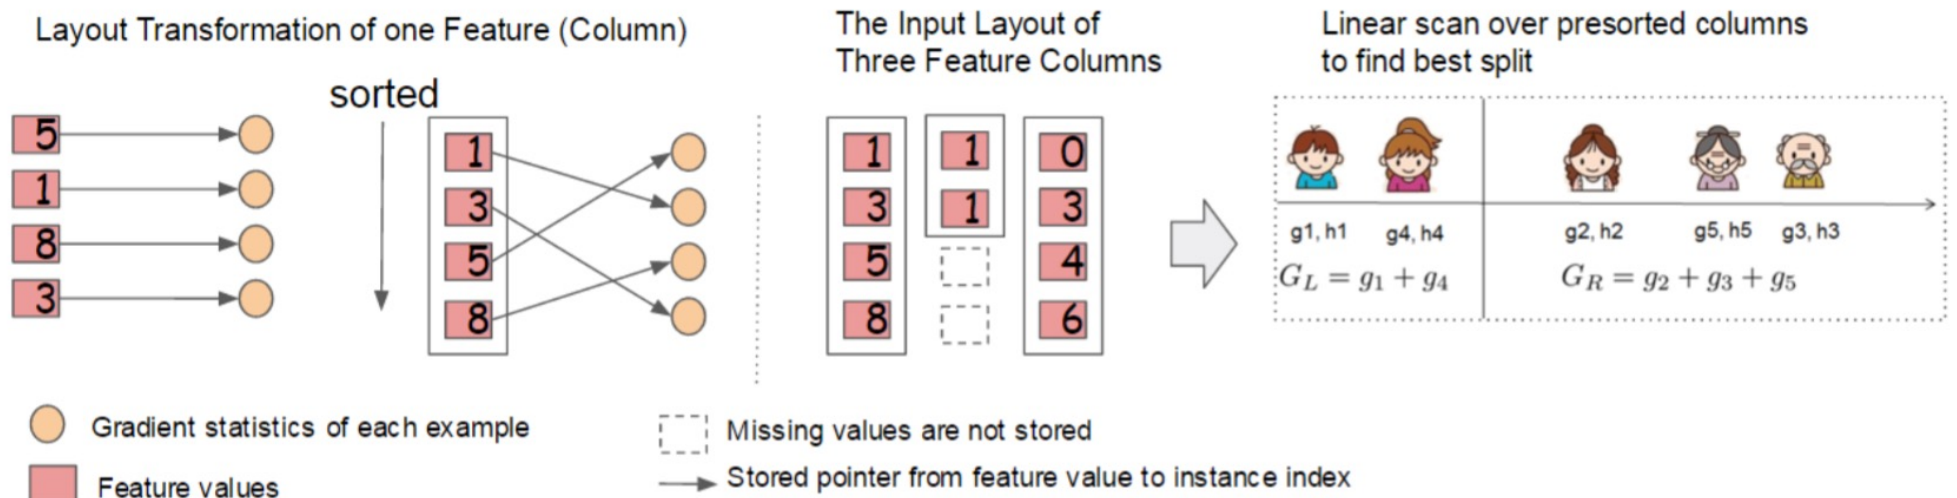 Layout Transformation of one Feature (Column)
sorted
5
1
8
3
1
3
5
8
The Input Layout of
Three Feature Columns
1 1 0
3 1 3
5 4
8 6
Linear scan over presorted columns
to find best split
g1, h1 g4, h4 g2, h2 g5, h5 g3, h3
G_L = g_1 + g_4 G_R = g_2 + g_3 + g_5
Gradient statistics of each example
Feature values
Missing values are not stored
Stored pointer from feature value to instance index